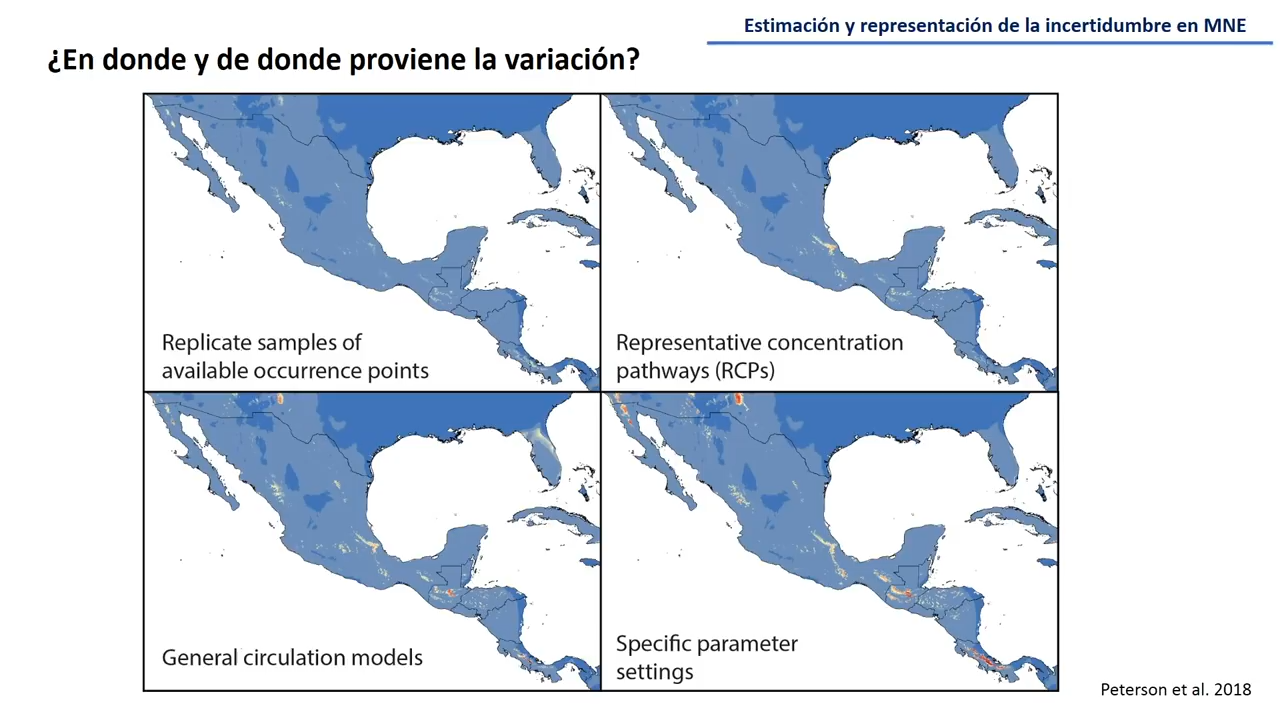 Estimación y representación de la incertidumbre en MNE
¿En donde y de donde proviene la variación?
Replicate samples of
available occurrence points
Representative concentration
pathways (RCPs)
General circulation models
Specific parameter
settings
Peterson et al. 2018